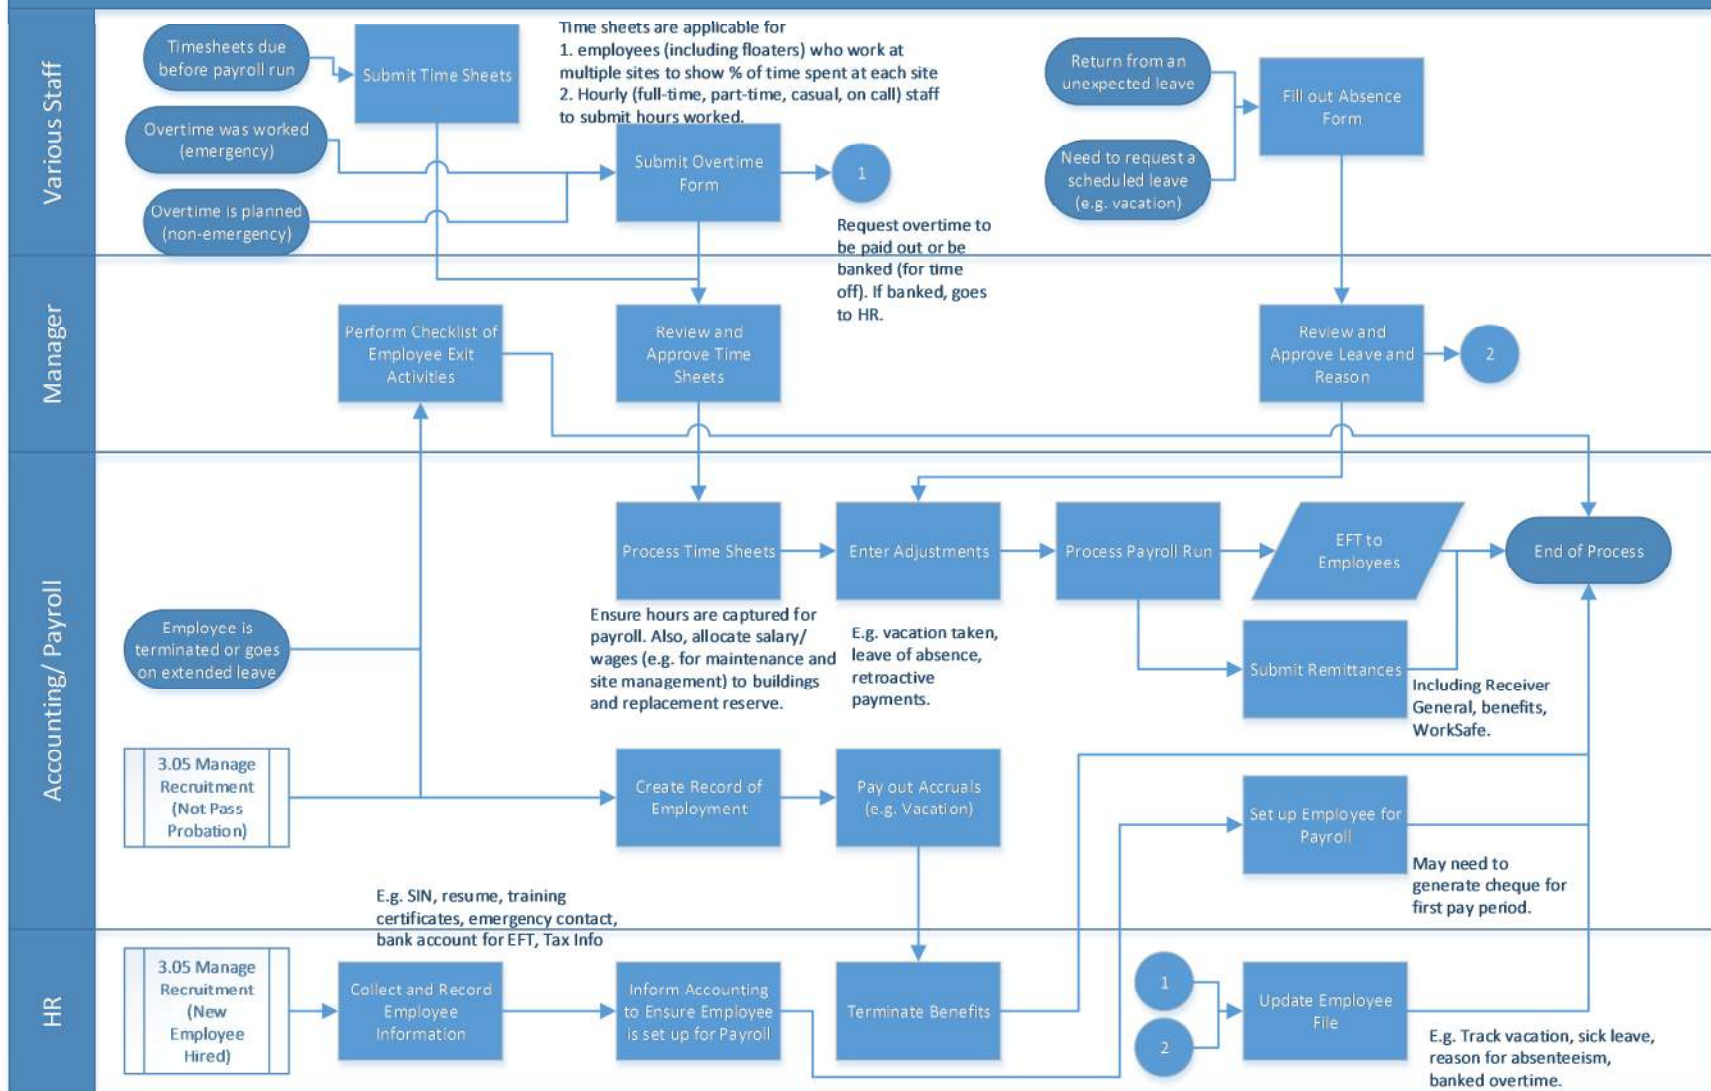 Various Staff
Timesheets due
before payroll run
Submit Time Sheets
Time sheets are applicable for
1. employees (including floaters) who work at
multiple sites to show % of time spent at each site
2. Hourly (full-time, part-time, casual, on call) staff
to submit hours worked.
Return from an
unexpected leave
Fill out Absence
Form
Overtime was worked
(emergency)
Submit Overtime
Form
1
Need to request a
scheduled leave
(e.g. vacation)
Overtime is planned
(non-emergency)
Request overtime to
be paid out or be
banked (for time
off). If banked, goes
to HR.
Manager
Perform Checklist of
Employee Exit
Activities
Review and
Approve Time
Sheets
Review and
Approve Leave and
Reason
2
Accounting/ Payroll
Process Time Sheets
Enter Adjustments
Process Payroll Run
EFT to
Employees
End of Process
Ensure hours are captured for
payroll. Also, allocate salary/
wages (e.g. for maintenance and
site management) to buildings
and replacement reserve.
E.g. vacation taken,
leave of absence,
retroactive
payments.
Employee is
terminated or goes
on extended leave
Submit Remittances
Including Receiver
General, benefits,
WorkSafe.
3.05 Manage
Recruitment
(Not Pass
Probation)
Create Record of
Employment
Pay out Accruals
(e.g. Vacation)
Set up Employee for
Payroll
May need to
generate cheque for
first pay period.
E.g. SIN, resume, training
certificates, emergency contact,
bank account for EFT, Tax Info
HR
3.05 Manage
Recruitment
(New
Employee
Hired)
Collect and Record
Employee
Information
Inform Accounting
to Ensure Employee
is set up for Payroll
Terminate Benefits
1
2
Update Employee
File
E.g. Track vacation, sick leave,
reason for absenteeism,
banked overtime.